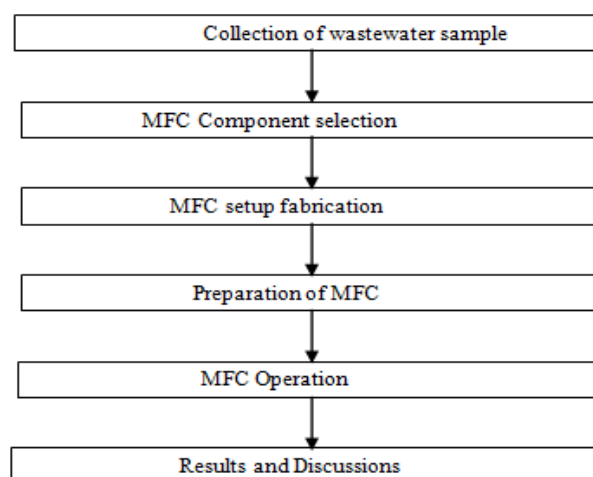 Collection of wastewater sample
MFC Component selection
MFC setup fabrication
Preparation of MFC
MFC Operation
Results and Discussions